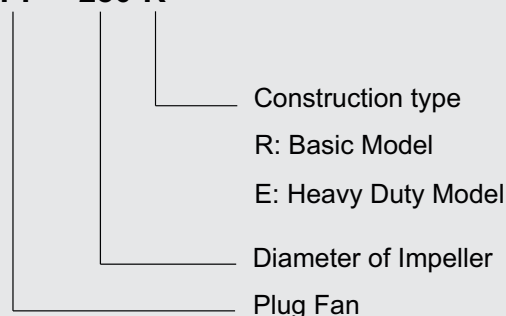 Construction type
R: Basic Model
E: Heavy Duty Model
Diameter of Impeller
Plug Fan